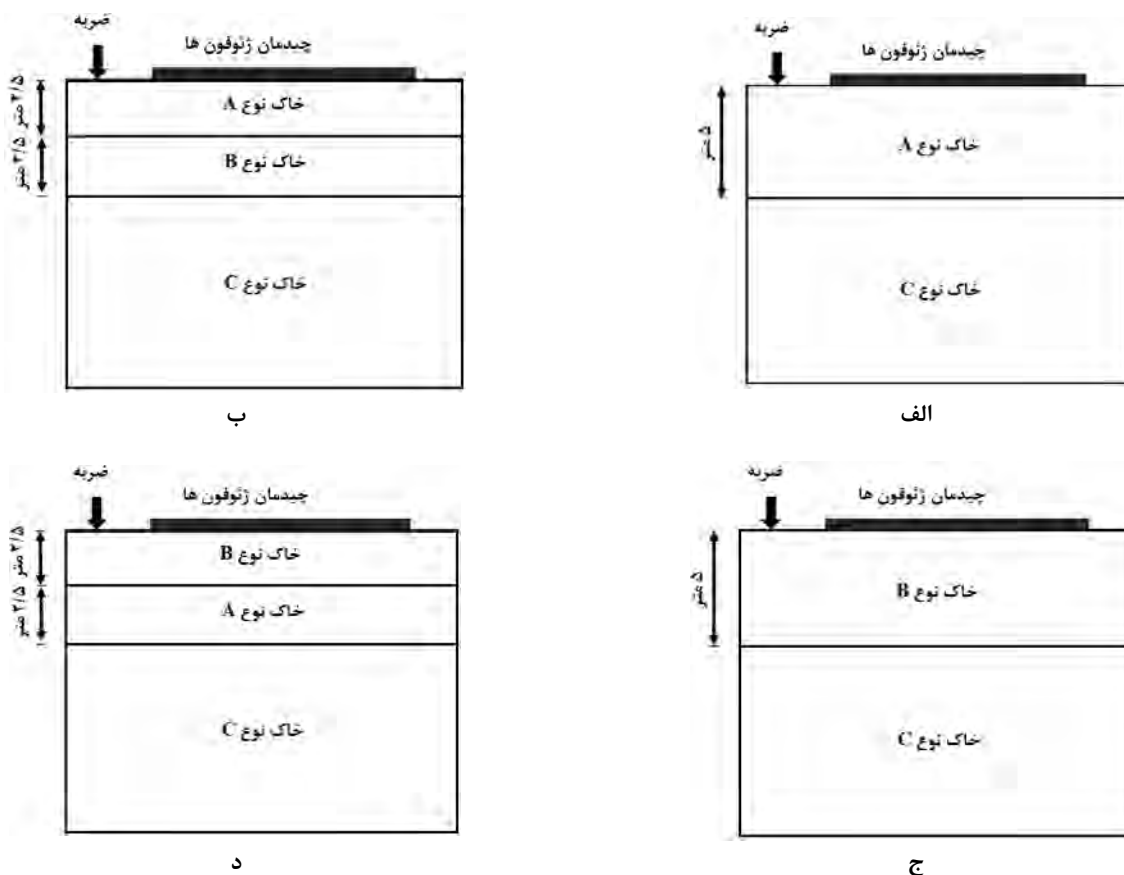 ضربه
چیدمان ژئوفون ها
خاک نوع A
۵ متر
خاک نوع C
الف
ضربه
چیدمان ژئوفون ها
خاک نوع A
۲/۵ متر
خاک نوع B
۲/۵ متر
خاک نوع C
ب
ضربه
چیدمان ژئوفون ها
خاک نوع B
۵ متر
خاک نوع C
ج
ضربه
چیدمان ژئوفون ها
خاک نوع B
۲/۵ متر
خاک نوع A
۲/۵ متر
خاک نوع C
د